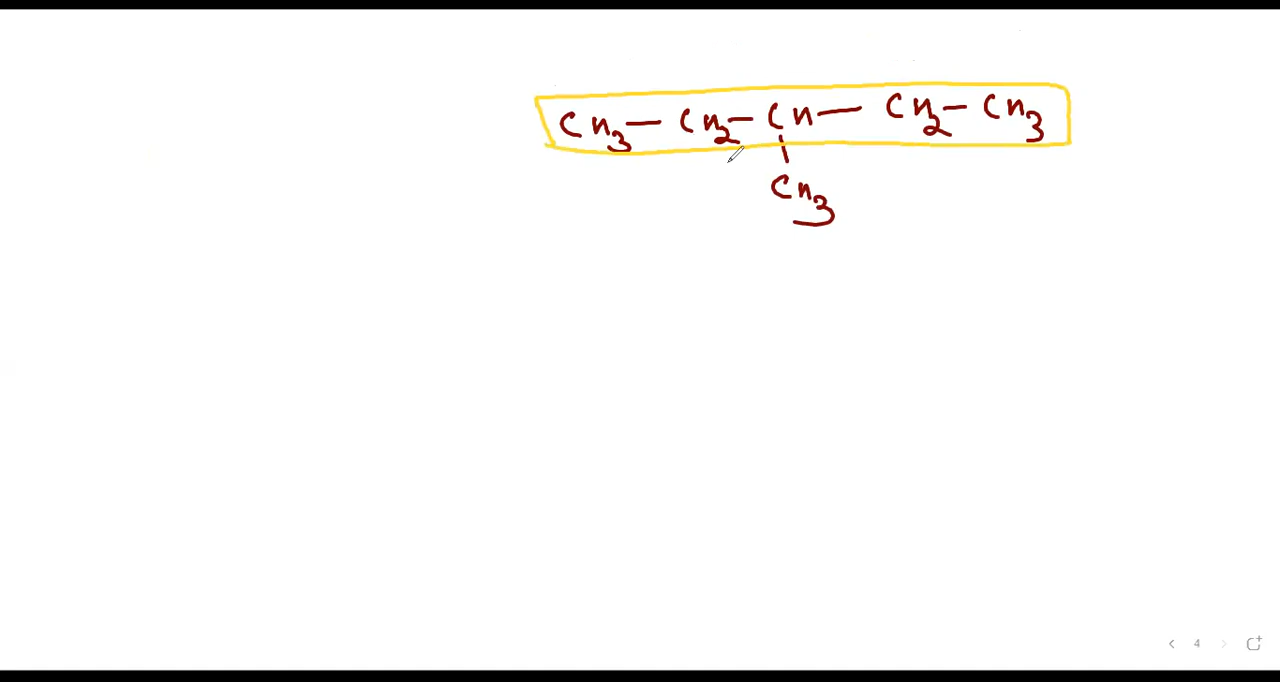 CH3 — CH2 — CH — CH2 — CH3
CH3
4